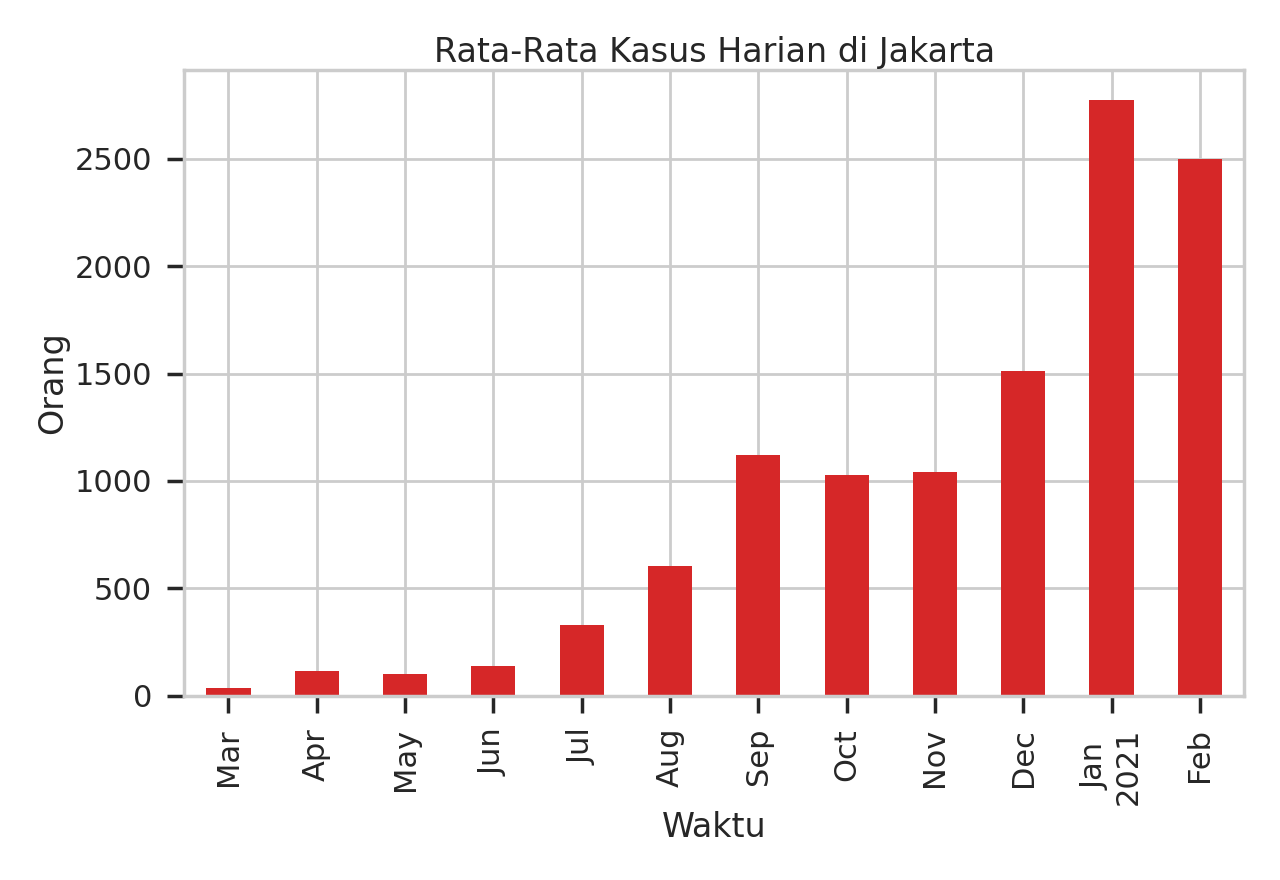 Rata-Rata Kasus Harian di Jakarta
Orang
2500
2000
1500
1000
500
0
Mar
Apr
May
Jun
Jul
Aug
Sep
Oct
Nov
Dec
Jan
2021
Feb
Waktu